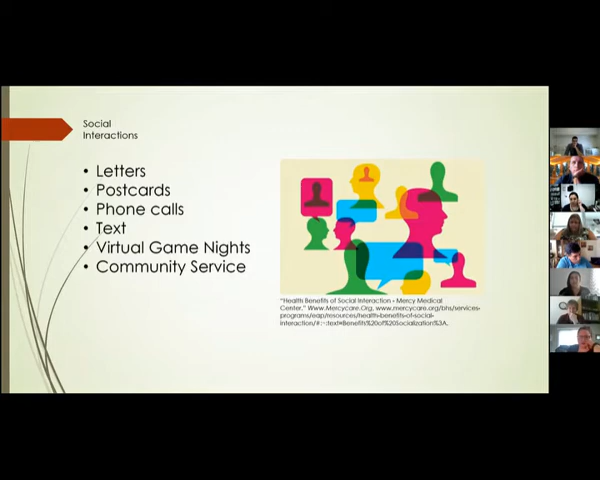 Social
Interactions
• Letters
• Postcards
• Phone calls
• Text
• Virtual Game Nights
• Community Service
"Health Benefits of Social Interaction - Mercy Medical
Center." Www.Mercycare.Org, www.mercycare.org/bhs/services-
programs/eap/resources/health-benefits-of-social-
interaction/#:~:text=Benefits%20of%20Socialization%3A.